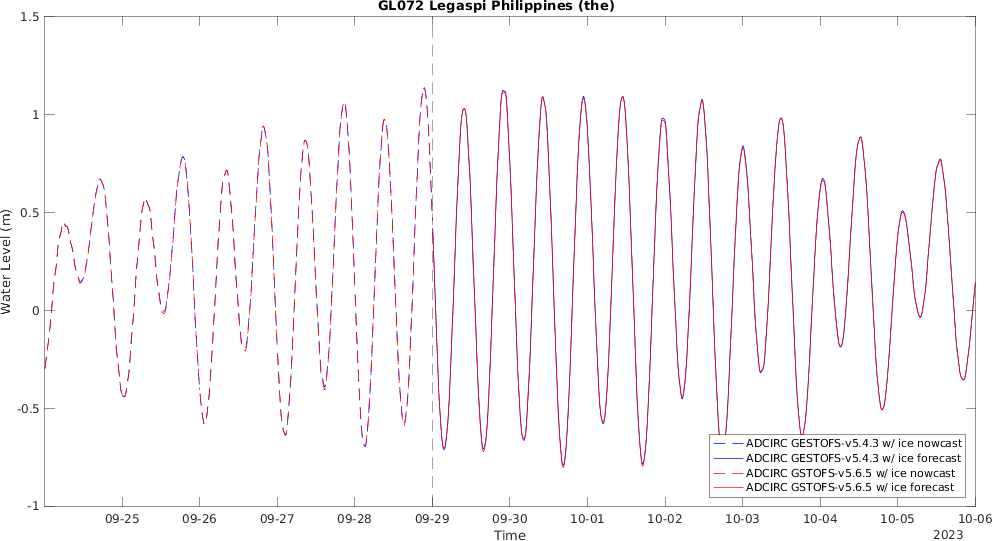 GL072 Legaspi Philippines (the)
1.5
1
0.5
0
-0.5
-1
Water Level (m)
09-25
09-26
09-27
09-28
09-29
09-30
10-01
10-02
10-03
10-04
10-05
10-06
Time
2023
ADCIRC GESTOFS-v5.4.3 w/ ice nowcast
ADCIRC GESTOFS-v5.4.3 w/ ice forecast
ADCIRC GSTOFS-v5.6.5 w/ ice nowcast
ADCIRC GSTOFS-v5.6.5 w/ ice forecast